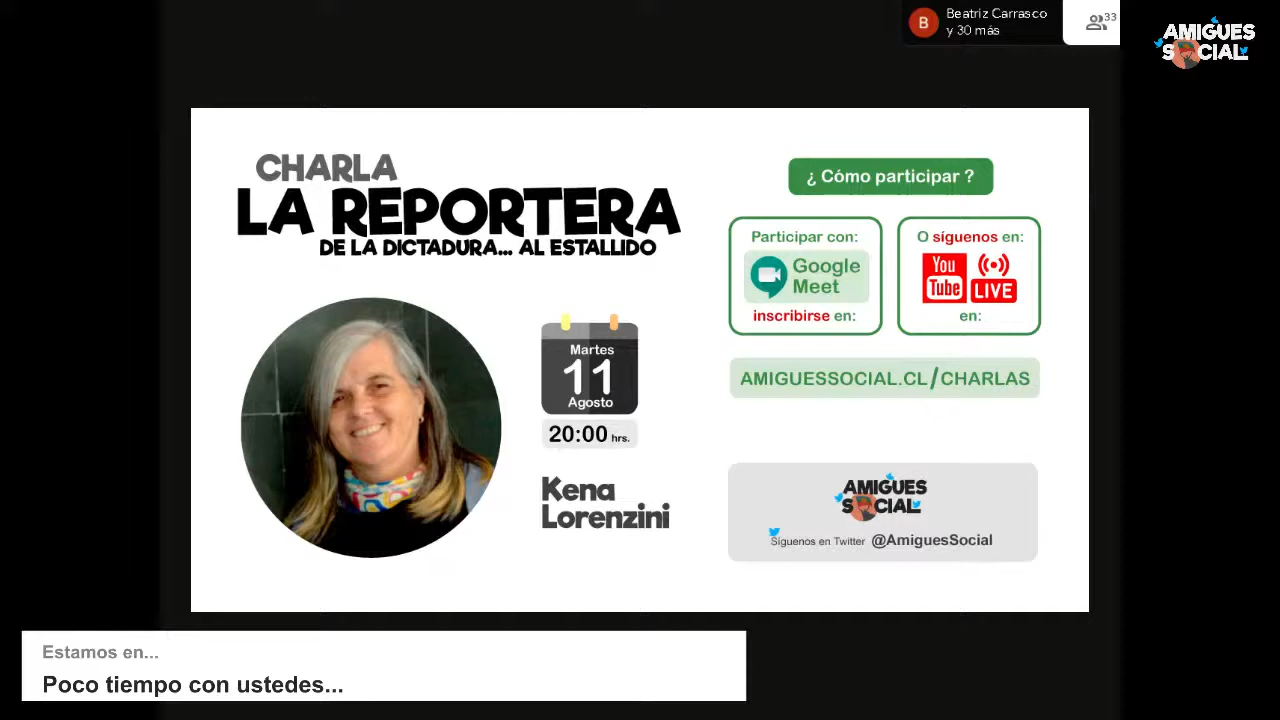 Beatriz Carrasco
y 30 más
B
33
AMIGUES
SOCIAL
CHARLA
LA REPORTERA
DE LA DICTADURA... AL ESTALLIDO
Martes
11
Agosto
20:00 hrs.
Kena
Lorenzini
¿ Cómo participar ?
Participar con:
Google
Meet
inscribirse en:
O síguenos en:
You
Tube
LIVE
en:
AMIGUESSOCIAL.CL/CHARLAS
AMIGUES
SOCIAL
Síguenos en Twitter @AmiguesSocial
Estamos en...
Poco tiempo con ustedes...